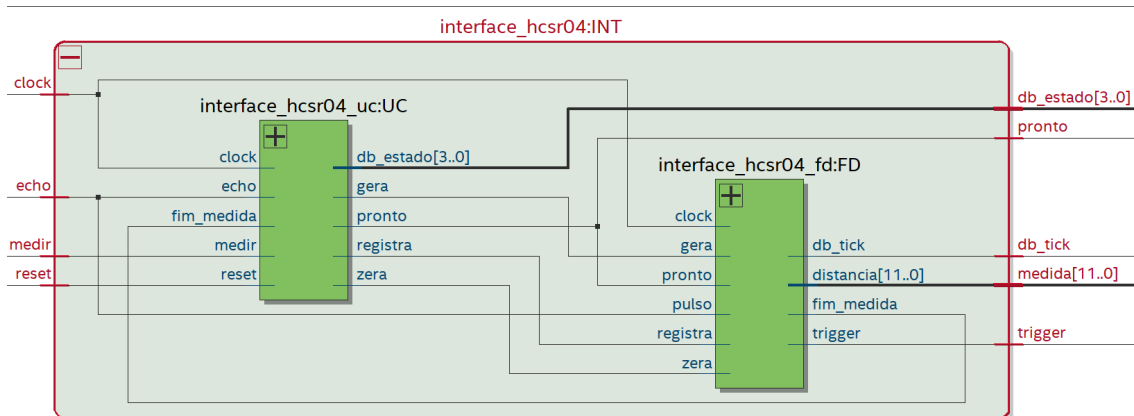 interface_hcsr04:INT
clock
echo
medir
reset
interface_hcsr04_uc:UC
clock
echo
fim_medida
medir
reset
db_estado[3..0]
gera
pronto
registra
zera
interface_hcsr04_fd:FD
clock
gera
pronto
pulso
registra
zera
db_tick
distancia[11..0]
fim_medida
trigger
db_estado[3..0]
pronto
db_tick
medida[11..0]
trigger